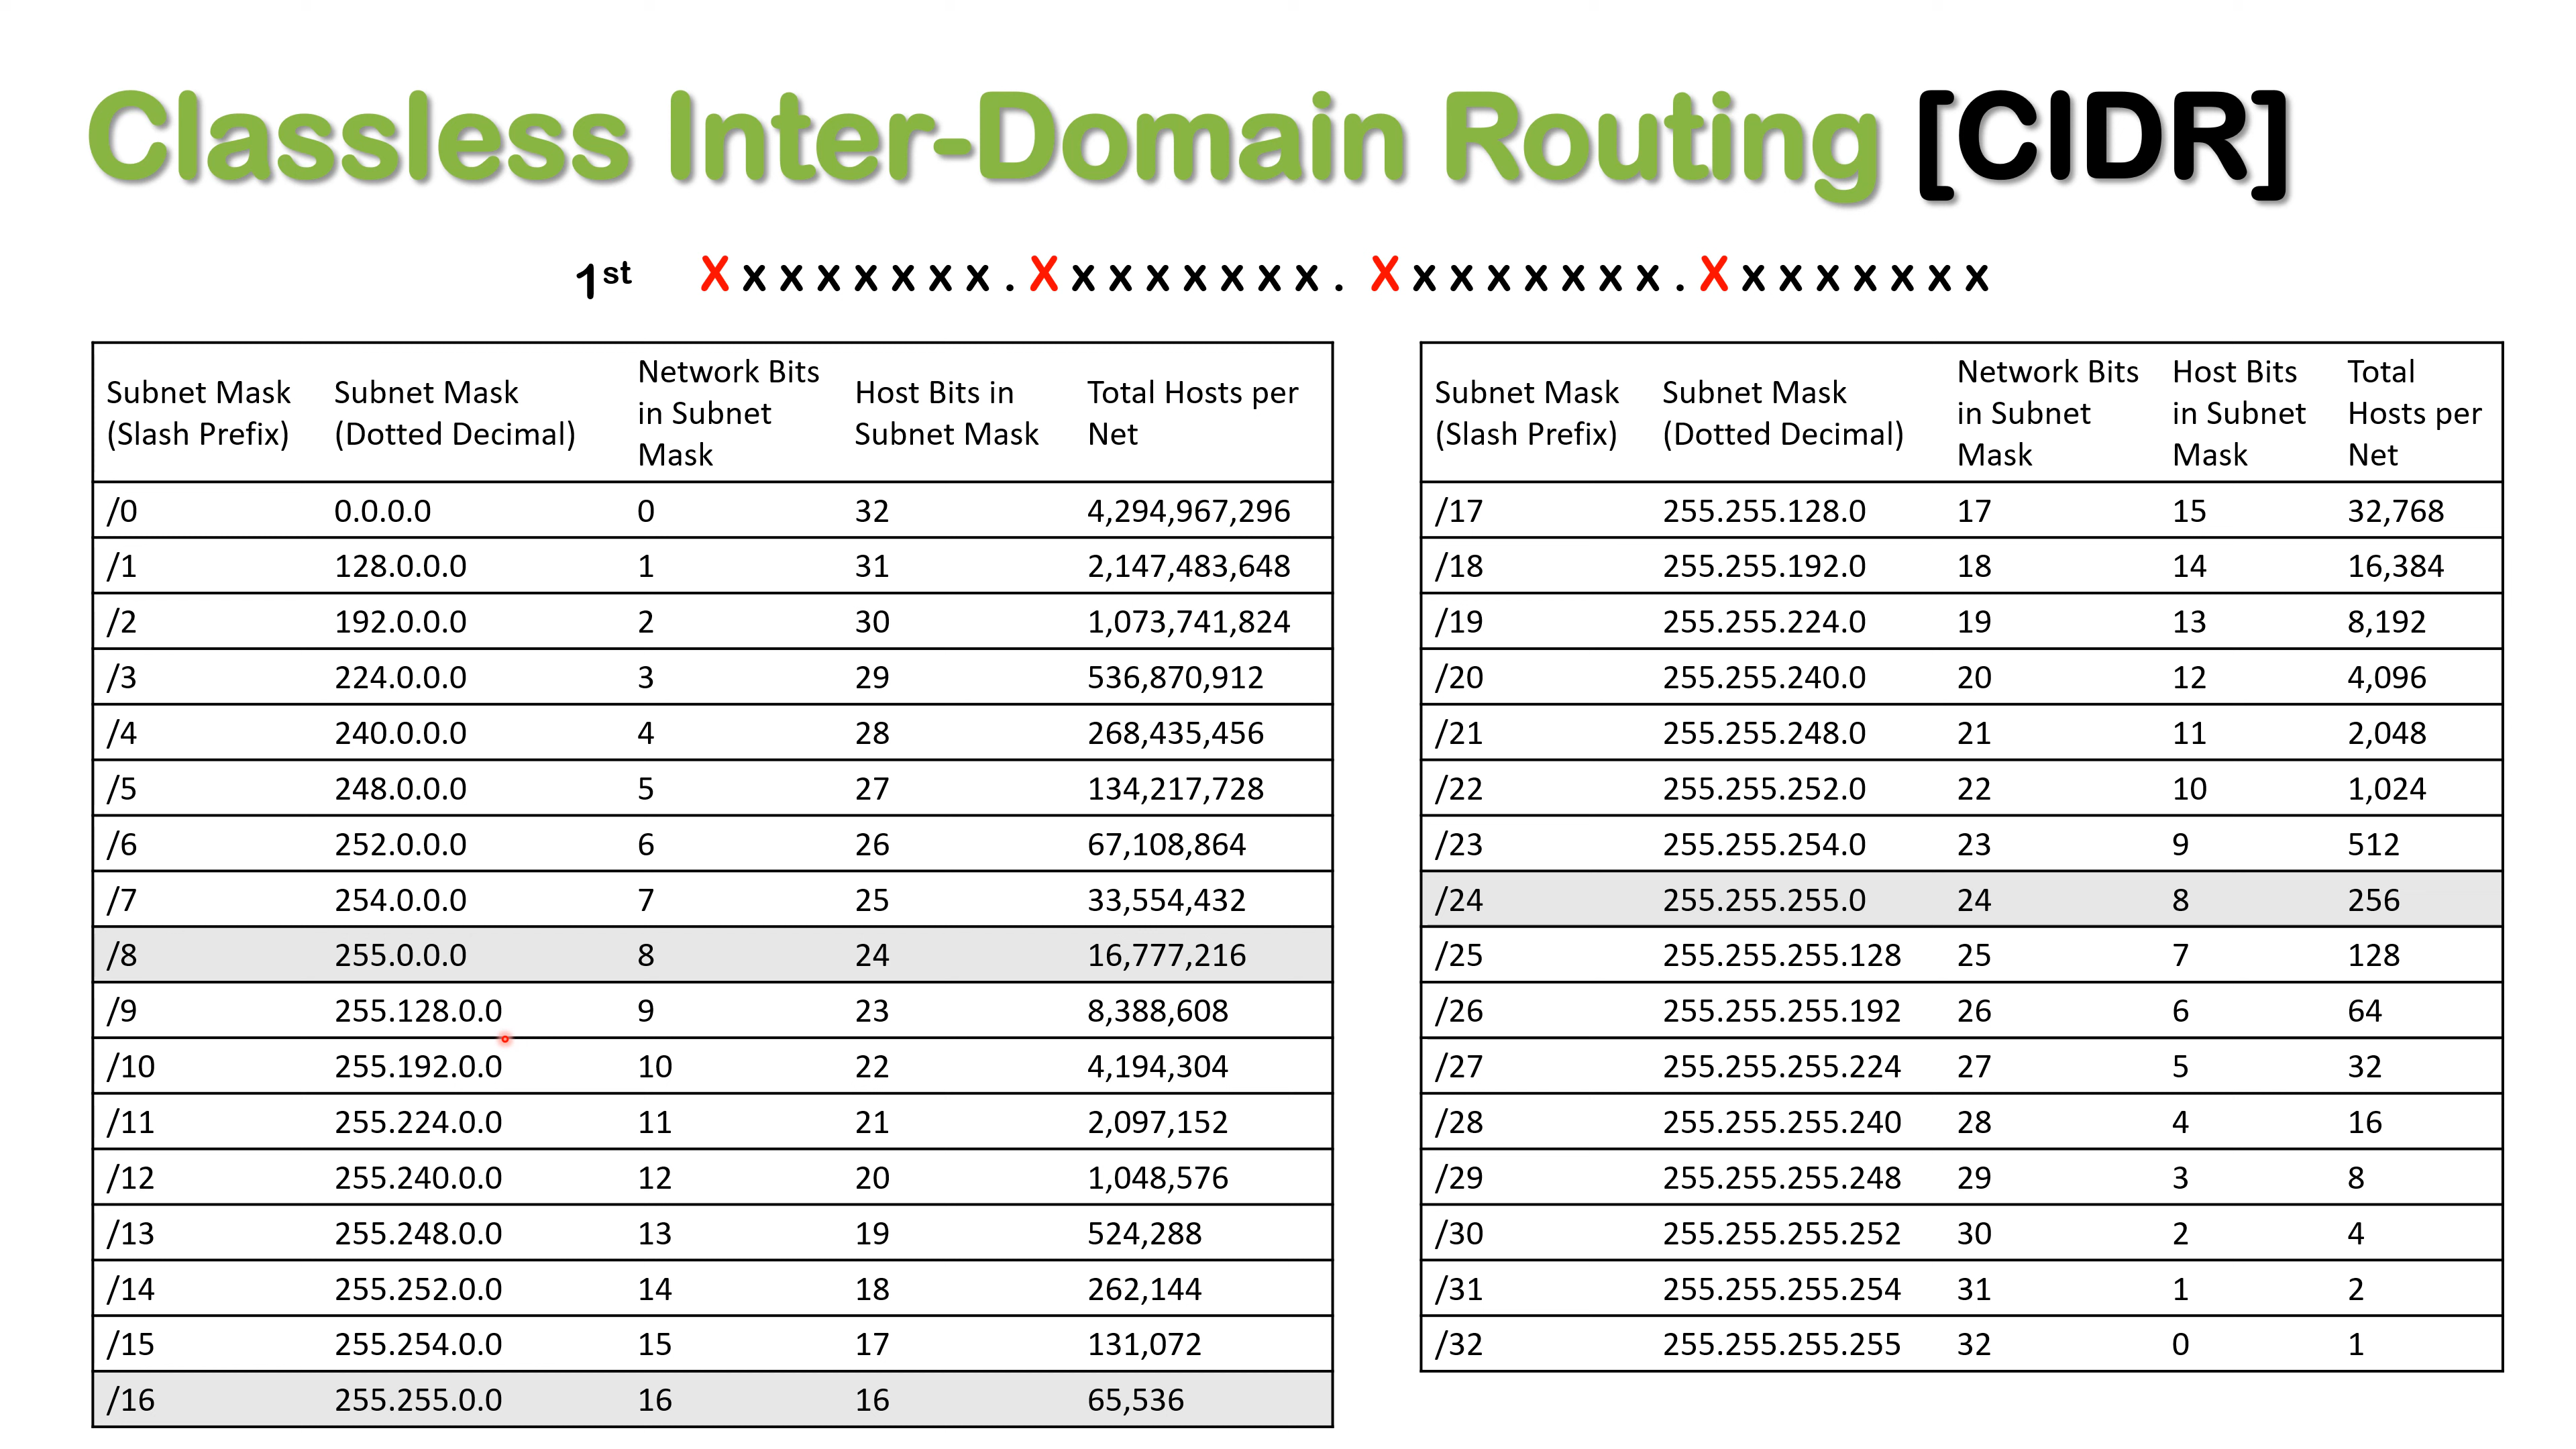 Classless Inter-Domain Routing [CIDR]
1st X x x x x x x x . X x x x x x x x . X x x x x x x x . X x x x x x x x
Subnet Mask (Slash Prefix) Subnet Mask (Dotted Decimal) Network Bits in Subnet Mask Host Bits in Subnet Mask Total Hosts per Net
/0 0.0.0.0 0 32 4,294,967,296
/1 128.0.0.0 1 31 2,147,483,648
/2 192.0.0.0 2 30 1,073,741,824
/3 224.0.0.0 3 29 536,870,912
/4 240.0.0.0 4 28 268,435,456
/5 248.0.0.0 5 27 134,217,728
/6 252.0.0.0 6 26 67,108,864
/7 254.0.0.0 7 25 33,554,432
/8 255.0.0.0 8 24 16,777,216
/9 255.128.0.0 9 23 8,388,608
/10 255.192.0.0 10 22 4,194,304
/11 255.224.0.0 11 21 2,097,152
/12 255.240.0.0 12 20 1,048,576
/13 255.248.0.0 13 19 524,288
/14 255.252.0.0 14 18 262,144
/15 255.254.0.0 15 17 131,072
/16 255.255.0.0 16 16 65,536
Subnet Mask (Slash Prefix) Subnet Mask (Dotted Decimal) Network Bits in Subnet Mask Host Bits in Subnet Mask Total Hosts per Net
/17 255.255.128.0 17 15 32,768
/18 255.255.192.0 18 14 16,384
/19 255.255.224.0 19 13 8,192
/20 255.255.240.0 20 12 4,096
/21 255.255.248.0 21 11 2,048
/22 255.255.252.0 22 10 1,024
/23 255.255.254.0 23 9 512
/24 255.255.255.0 24 8 256
/25 255.255.255.128 25 7 128
/26 255.255.255.192 26 6 64
/27 255.255.255.224 27 5 32
/28 255.255.255.240 28 4 16
/29 255.255.255.248 29 3 8
/30 255.255.255.252 30 2 4
/31 255.255.255.254 31 1 2
/32 255.255.255.255 32 0 1